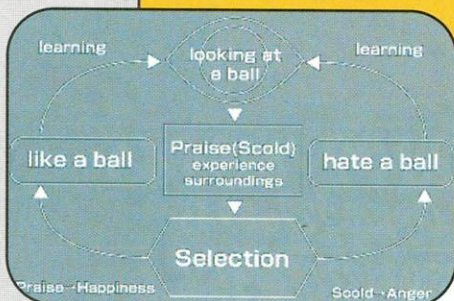 learning
looking at
a ball
learning
like a ball
Praise(Scold)
experience
surroundings
hate a ball
Selection
Praise→Happiness
Scold→Anger